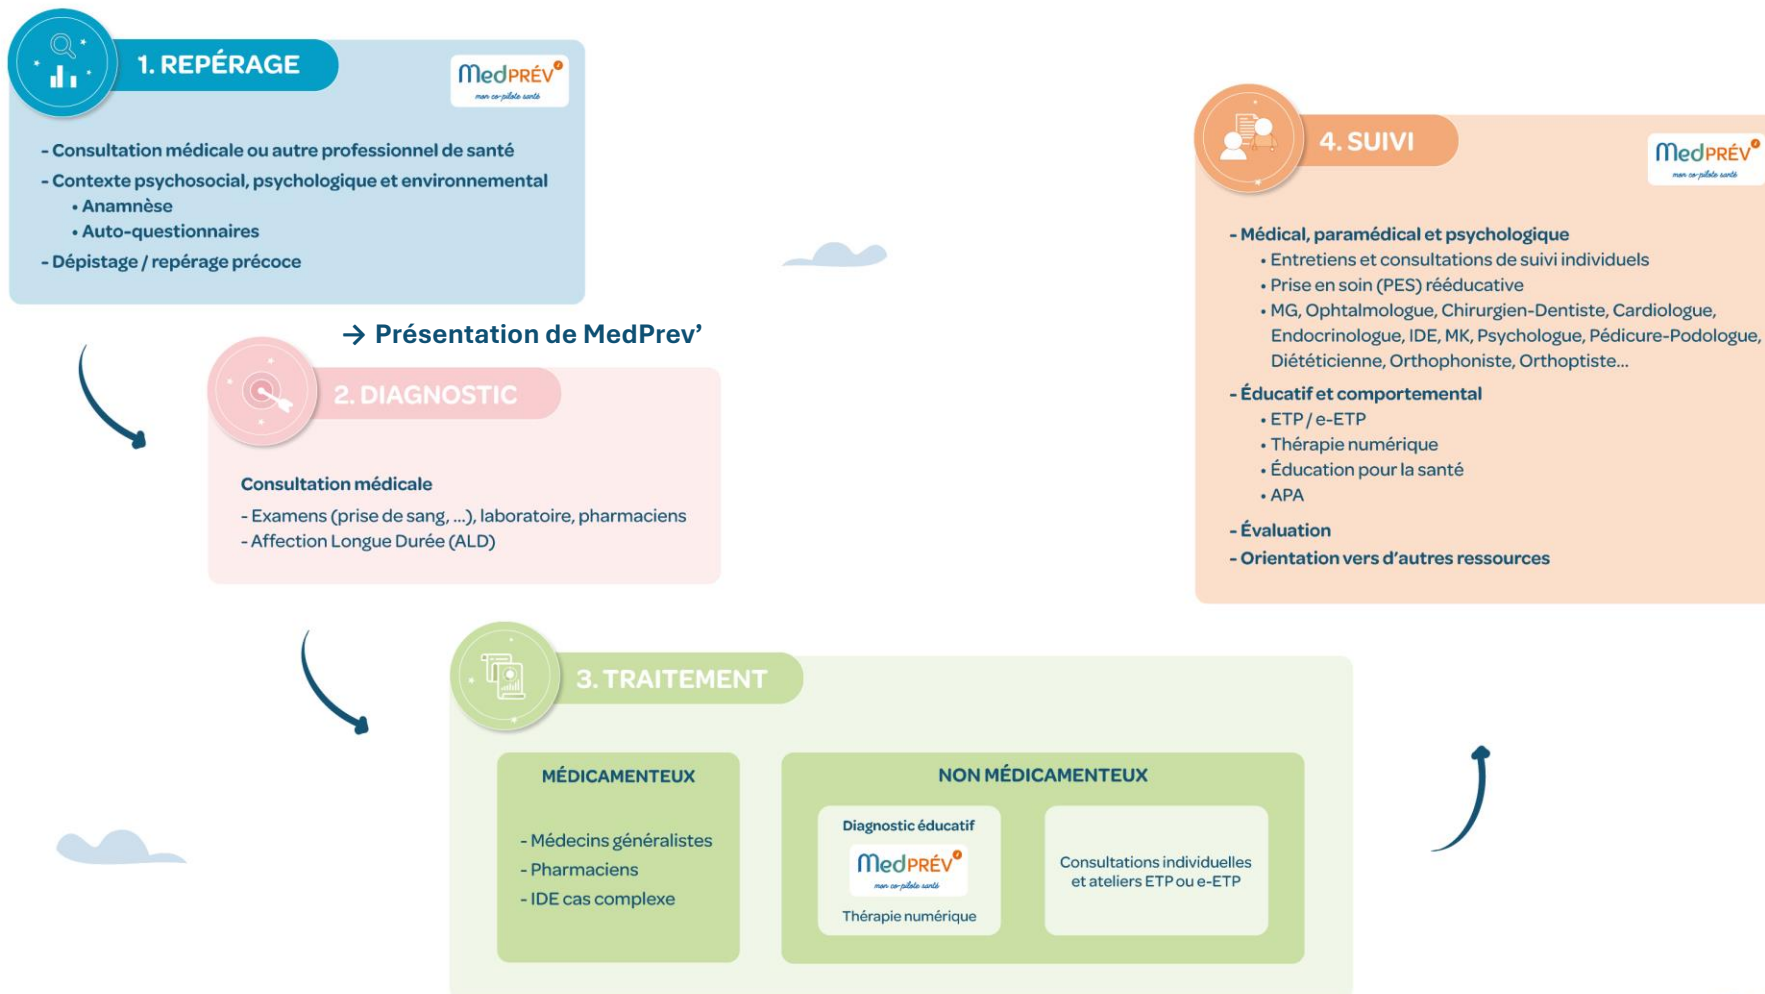 1. REPÉRAGE
MedPRÉV'
mon co-pilote santé
- Consultation médicale ou autre professionnel de santé
- Contexte psychosocial, psychologique et environnemental
• Anamnèse
• Auto-questionnaires
- Dépistage / repérage précoce
→ Présentation de MedPrev’
2. DIAGNOSTIC
Consultation médicale
- Examens (prise de sang, ...), laboratoire, pharmaciens
- Affection Longue Durée (ALD)
3. TRAITEMENT
MÉDICAMENTEUX
- Médecins généralistes
- Pharmaciens
- IDE cas complexe
NON MÉDICAMENTEUX
Diagnostic éducatif
MedPRÉV'
mon co-pilote santé
Thérapie numérique
Consultations individuelles
et ateliers ETP ou e-ETP
4. SUIVI
MedPRÉV'
mon co-pilote santé
- Médical, paramédical et psychologique
• Entretiens et consultations de suivi individuels
• Prise en soin (PES) rééducative
• MG, Ophtalmologue, Chirurgien-Dentiste, Cardiologue,
Endocrinologue, IDE, MK, Psychologue, Pédicure-Podologue,
Diététicienne, Orthophoniste, Orthoptiste...
- Éducatif et comportemental
• ETP / e-ETP
• Thérapie numérique
• Éducation pour la santé
• APA
- Évaluation
- Orientation vers d’autres ressources